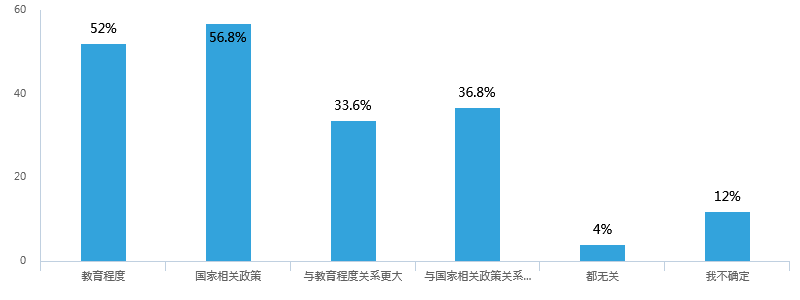 60
40
20
0
52%
56.8%
33.6%
36.8%
4%
12%
教育程度
国家相关政策
与教育程度关系更大
与国家相关政策关系...
都无关
我不确定